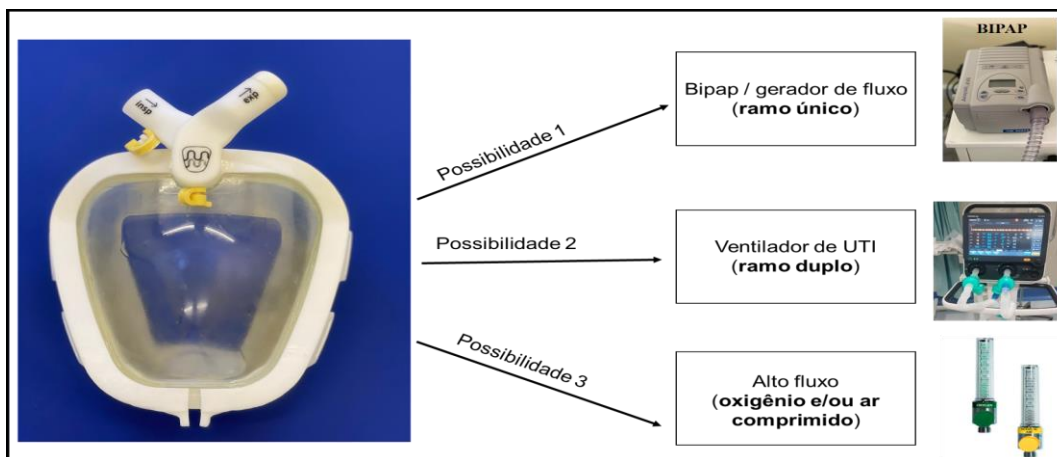 BIPAP
insp
exp
Possibilidade 1
Bipap / gerador de fluxo
(ramo único)
Possibilidade 2
Ventilador de UTI
(ramo duplo)
Possibilidade 3
Alto fluxo
(oxigênio e/ou ar
comprimido)